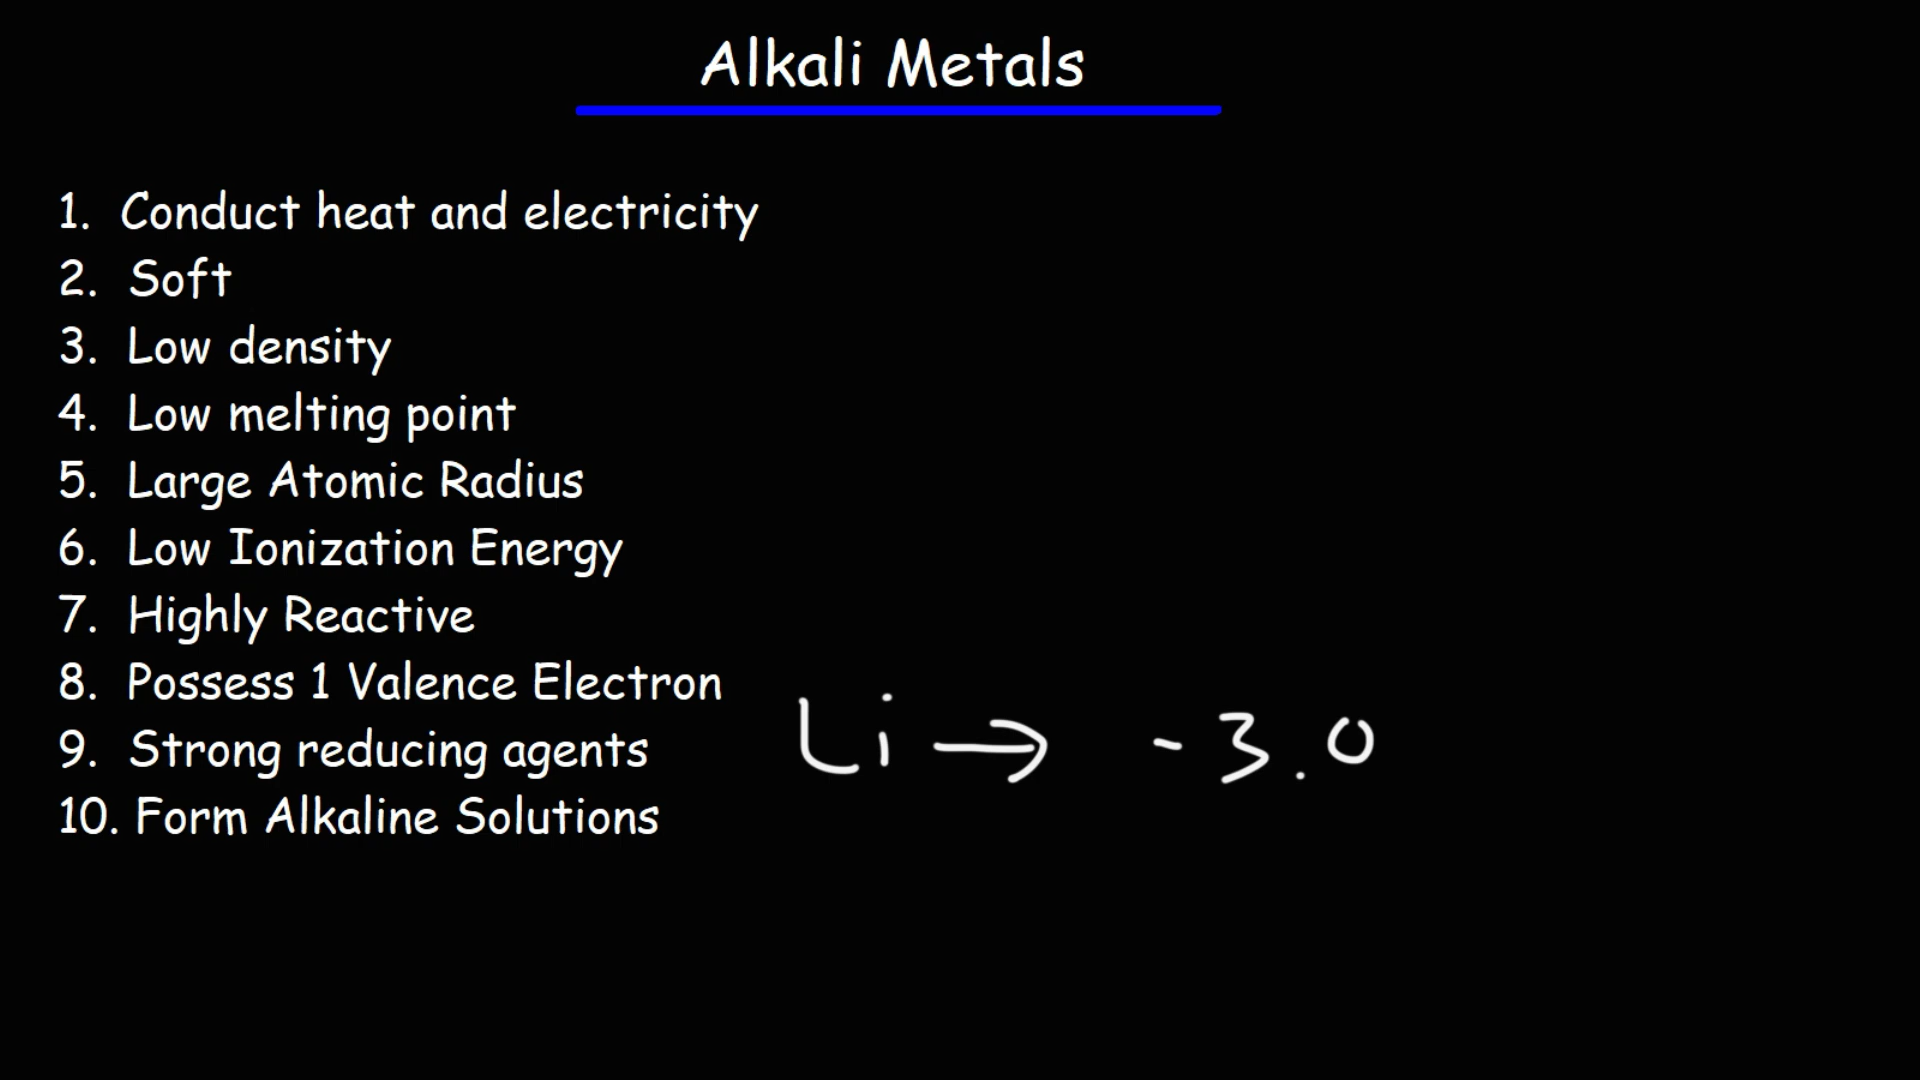 Alkali Metals
1. Conduct heat and electricity
2. Soft
3. Low density
4. Low melting point
5. Large Atomic Radius
6. Low Ionization Energy
7. Highly Reactive
8. Possess 1 Valence Electron
9. Strong reducing agents
Li → -3.0
10. Form Alkaline Solutions